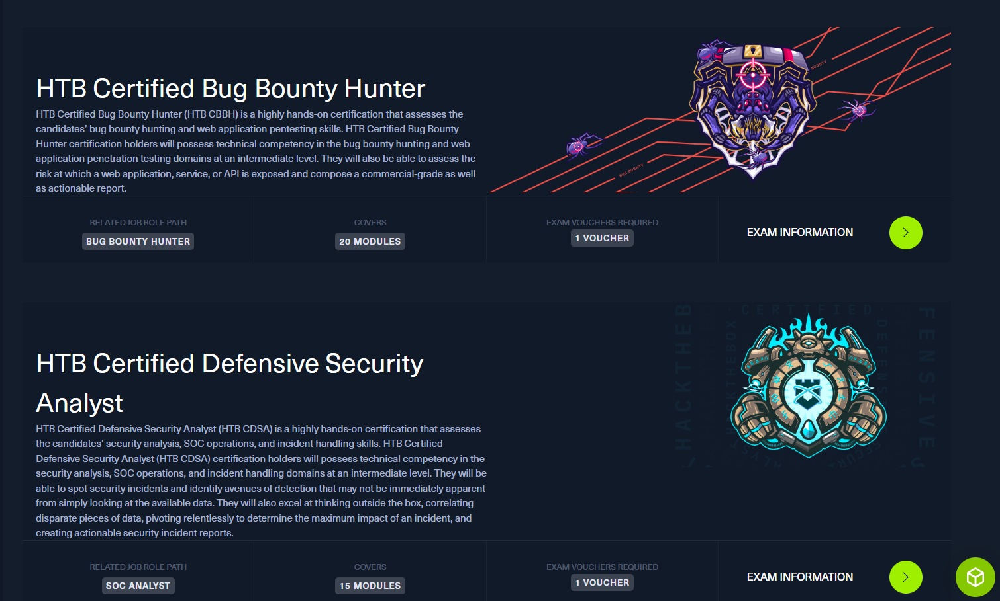 HTB Certified Bug Bounty Hunter
HTB Certified Bug Bounty Hunter (HTB CBBH) is a highly hands-on certification that assesses the
candidates' bug bounty hunting and web application pentesting skills. HTB Certified Bug Bounty
Hunter certification holders will possess technical competency in the bug bounty hunting and web
application penetration testing domains at an intermediate level. They will also be able to assess the
risk at which a web application, service, or API is exposed and compose a commercial-grade as well
as actionable report.
BOUNTY
BUG BOUNTY
RELATED JOB ROLE PATH
BUG BOUNTY HUNTER
COVERS
20 MODULES
EXAM VOUCHERS REQUIRED
1 VOUCHER
EXAM INFORMATION
HTB Certified Defensive Security
Analyst
HTB Certified Defensive Security Analyst (HTB CDSA) is a highly hands-on certification that assesses
the candidates' security analysis, SOC operations, and incident handling skills. HTB Certified
Defensive Security Analyst (HTB CDSA) certification holders will possess technical competency in the
security analysis, SOC operations, and incident handling domains at an intermediate level. They will be
able to spot security incidents and identify avenues of detection that may not be immediately apparent
from simply looking at the available data. They will also excel at thinking outside the box, correlating
disparate pieces of data, pivoting relentlessly to determine the maximum impact of an incident, and
creating actionable security incident reports.
HACKTHEB
CERTIFIED
HACKTHEBOX
FENSIVE
RELATED JOB ROLE PATH
SOC ANALYST
COVERS
15 MODULES
EXAM VOUCHERS REQUIRED
1 VOUCHER
EXAM INFORMATION